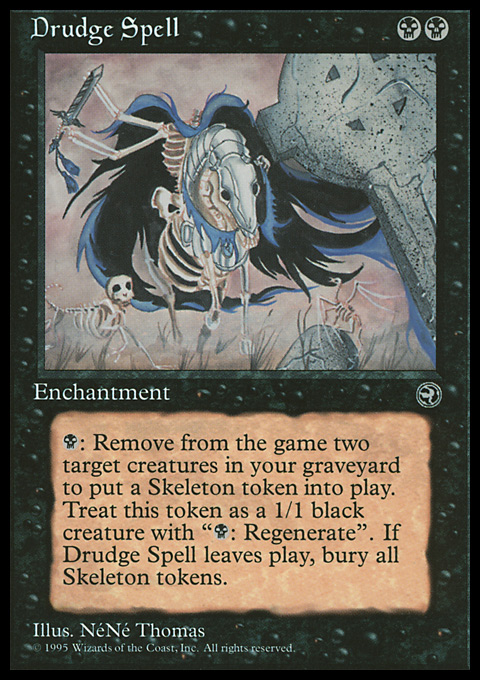 Drudge Spell
Enchantment
: Remove from the game two
target creatures in your graveyard
to put a Skeleton token into play.
Treat this token as a 1/1 black
creature with “: Regenerate”. If
Drudge Spell leaves play, bury all
Skeleton tokens.
Illus. NéNé Thomas
© 1995 Wizards of the Coast, Inc. All rights reserved.